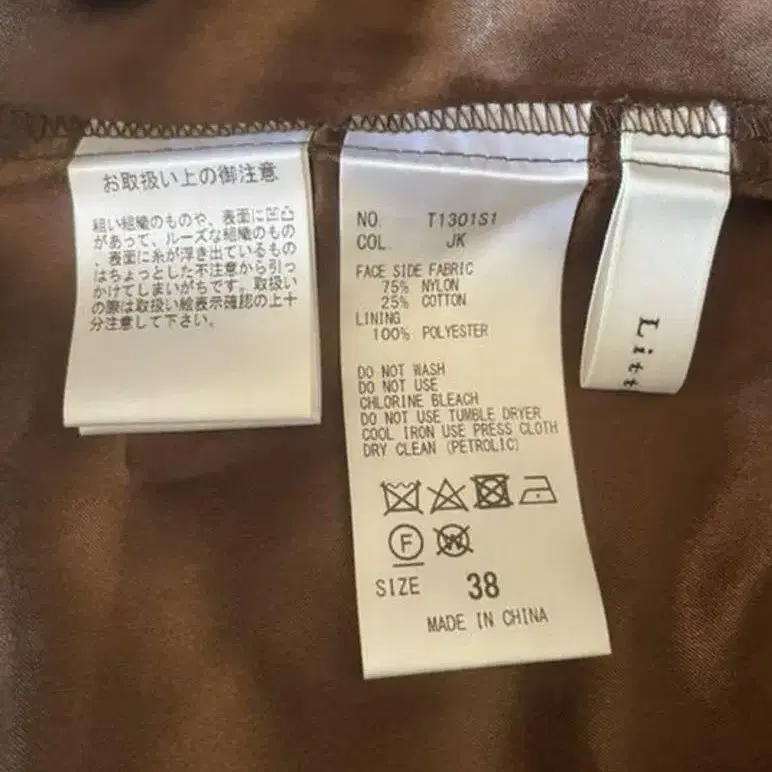 お取扱い上の御注意
粗い組織のものや、表面に凹凸
があって、ルーズな組織のもの
、表面に糸が浮き出ているもの
はちょっとした不注意から引っ
かけてしまいがちです。取扱い
の際は取扱い絵表示確認の上十
分注意して下さい。
NO. T1301S1
COL. JK
FACE SIDE FABRIC
75% NYLON
25% COTTON
LINING
100% POLYESTER
DO NOT WASH
DO NOT USE
CHLORINE BLEACH
DO NOT USE TUMBLE DRYER
COOL IRON USE PRESS CLOTH
DRY CLEAN (PETROLIC)
F W
SIZE 38
MADE IN CHINA
Litt